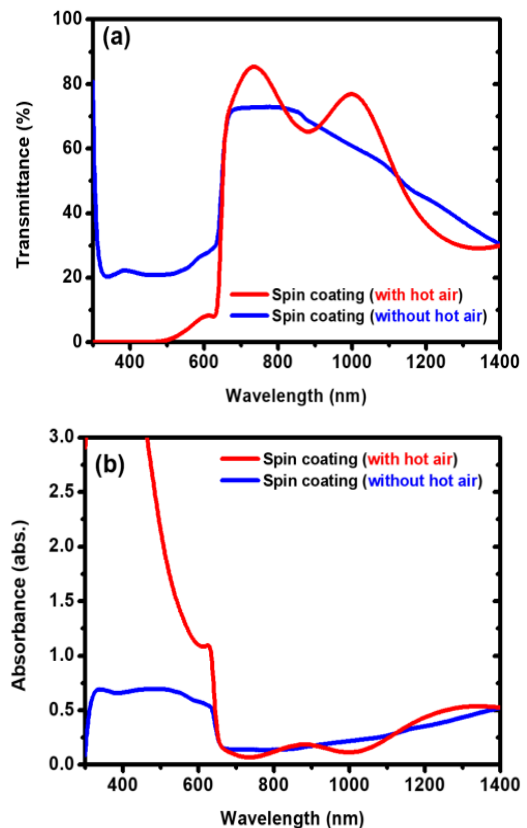 (a)
100
80
60
40
20
0
Transmittance (%)
Spin coating (with hot air)
Spin coating (without hot air)
400 600 800 1000 1200 1400
Wavelength (nm)
(b)
3.0
2.5
2.0
1.5
1.0
0.5
0.0
Absorbance (abs.)
Spin coating (with hot air)
Spin coating (without hot air)
400 600 800 1000 1200 1400
Wavelength (nm)